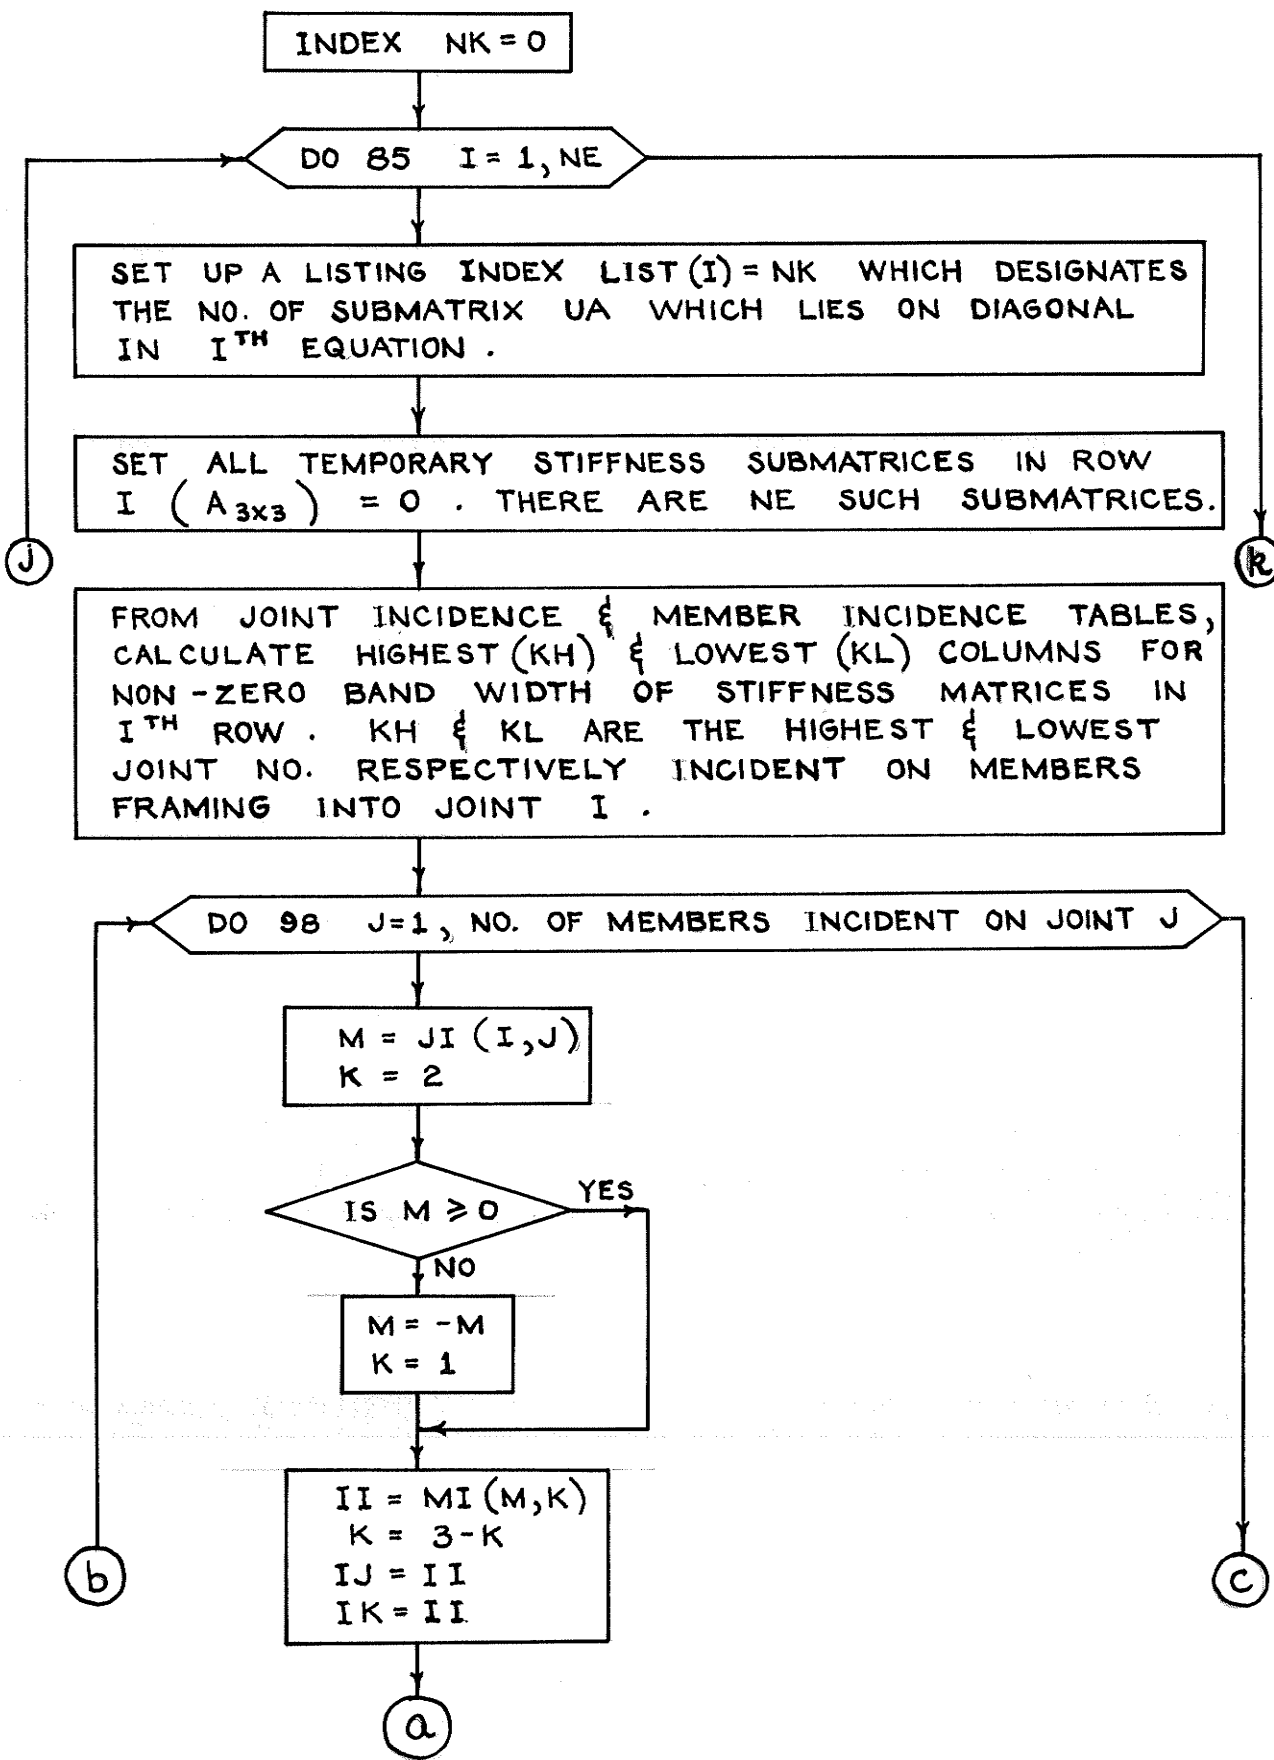 INDEX NK = 0
DO 85 I = 1, NE
SET UP A LISTING INDEX LIST (I) = NK WHICH DESIGNATES
THE NO. OF SUBMATRIX UA WHICH LIES ON DIAGONAL
IN I TH EQUATION .
SET ALL TEMPORARY STIFFNESS SUBMATRICES IN ROW
I ( A 3x3 ) = 0 . THERE ARE NE SUCH SUBMATRICES.
j
k
FROM JOINT INCIDENCE & MEMBER INCIDENCE TABLES,
CALCULATE HIGHEST (KH) & LOWEST (KL) COLUMNS FOR
NON-ZERO BAND WIDTH OF STIFFNESS MATRICES IN
I TH ROW . KH & KL ARE THE HIGHEST & LOWEST
JOINT NO. RESPECTIVELY INCIDENT ON MEMBERS
FRAMING INTO JOINT I .
DO 98 J=1, NO. OF MEMBERS INCIDENT ON JOINT J
M = JI (I,J)
K = 2
IS M ⩾ 0
YES
NO
M = -M
K = 1
II = MI (M,K)
K = 3-K
IJ = II
IK = II
b
c
a